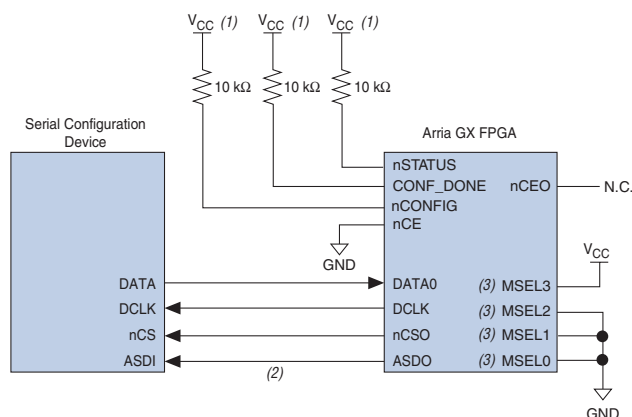 VCC (1) VCC (1) VCC (1)
10 kΩ 10 kΩ 10 kΩ
Serial Configuration
Device
Arria GX FPGA
nSTATUS
CONF_DONE nCEO N.C.
nCONFIG
nCE
GND
VCC
DATA DATA0 (3) MSEL3
DCLK DCLK (3) MSEL2
nCS nCSO (3) MSEL1
ASDI (2) ASDO (3) MSEL0
GND